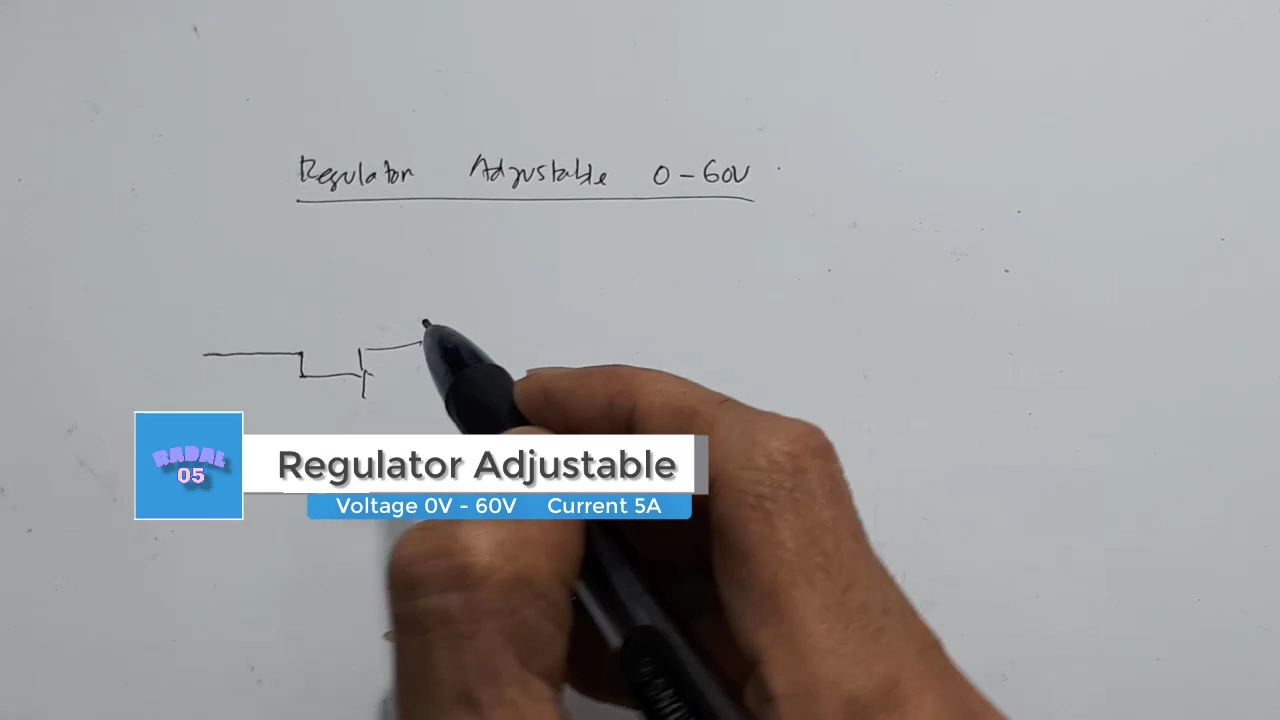 Regulator Adjustable 0-60V
RADAL
05
Regulator Adjustable
Voltage 0V - 60V Current 5A